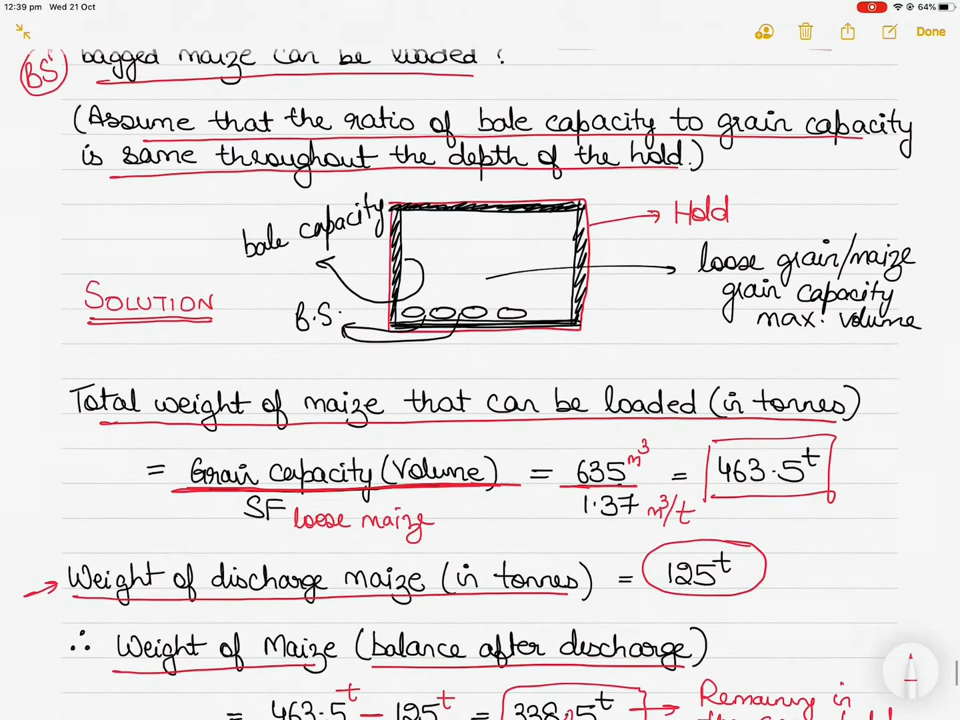 12:39 pm Wed 21 Oct
64%
Done
BS
bagged maize can be loaded?
(Assume that the ratio of bale capacity to grain capacity
is same throughout the depth of the hold.)
bale capacity
Hold
loose grain/maize
grain capacity
max. volume
SOLUTION
B.S.
Total weight of maize that can be loaded (in tonnes)
= Grain capacity (Volume) = 635 m³ = 463.5t
SF loose maize 1.37 m³/t
Weight of discharge maize (in tonnes) = 125t
∴ Weight of Maize (balance after discharge)
= 463.5t - 125t = 338.5t → Remaining in